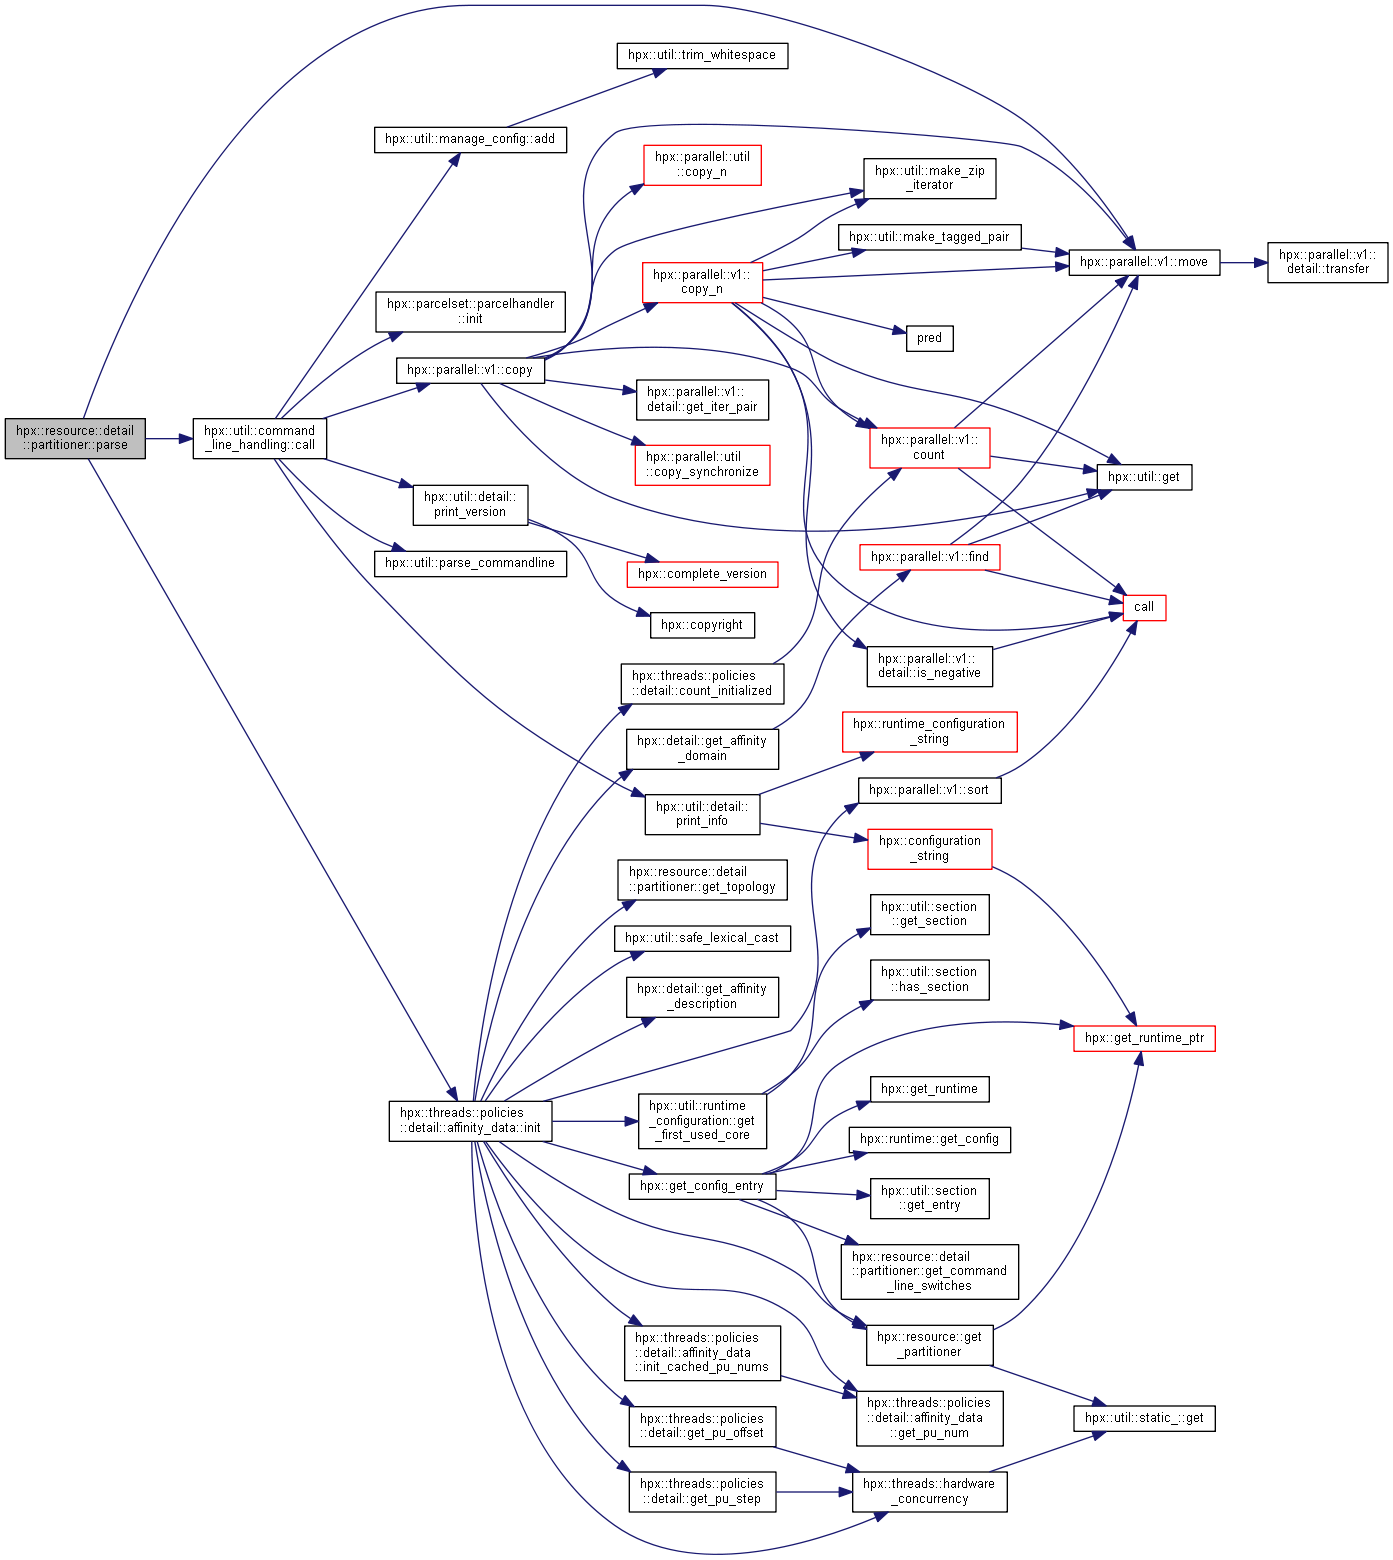 hpx::util::trim_whitespace
hpx::util::manage_config::add
hpx::parallel::util
::copy_n
hpx::util::make_zip
_iterator
hpx::util::make_tagged_pair
hpx::parallel::v1::move
hpx::parallel::v1::
detail::transfer
hpx::parallel::v1::
copy_n
hpx::parcelset::parcelhandler
::init
pred
hpx::parallel::v1::copy
hpx::parallel::v1::
detail::get_iter_pair
hpx::resource::detail
::partitioner::parse
hpx::util::command
_line_handling::call
hpx::parallel::v1::
count
hpx::parallel::util
::copy_synchronize
hpx::util::get
hpx::util::detail::
print_version
hpx::util::parse_commandline
hpx::parallel::v1::find
hpx::complete_version
call
hpx::copyright
hpx::parallel::v1::
detail::is_negative
hpx::threads::policies
::detail::count_initialized
hpx::detail::get_affinity
_domain
hpx::runtime_configuration
_string
hpx::parallel::v1::sort
hpx::util::detail::
print_info
hpx::configuration
_string
hpx::resource::detail
::partitioner::get_topology
hpx::util::section
::get_section
hpx::util::safe_lexical_cast
hpx::util::section
::has_section
hpx::detail::get_affinity
_description
hpx::get_runtime_ptr
hpx::get_runtime
hpx::threads::policies
::detail::affinity_data::init
hpx::util::runtime
_configuration::get
_first_used_core
hpx::runtime::get_config
hpx::get_config_entry
hpx::util::section
::get_entry
hpx::resource::detail
::partitioner::get_command
_line_switches
hpx::resource::get
_partitioner
hpx::threads::policies
::detail::affinity_data
::init_cached_pu_nums
hpx::threads::policies
::detail::affinity_data
::get_pu_num
hpx::util::static_::get
hpx::threads::policies
::detail::get_pu_offset
hpx::threads::policies
::detail::get_pu_step
hpx::threads::hardware
_concurrency